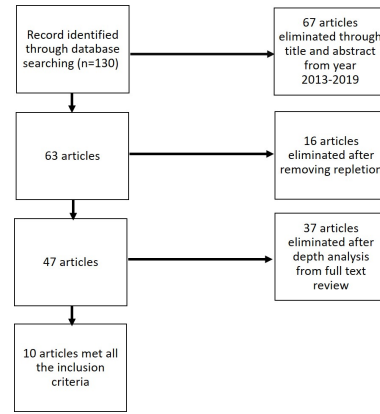 Record identified
through database
searching (n=130)
67 articles
eliminated through
title and abstract
from year
2013-2019
63 articles
16 articles
eliminated after
removing repletion
47 articles
37 articles
eliminated after
depth analysis
from full text
review
10 articles met all
the inclusion
criteria